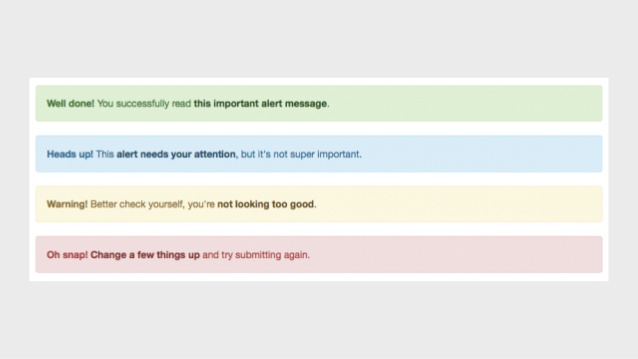 Well done! You successfully read this important alert message.
Heads up! This alert needs your attention, but it's not super important.
Warning! Better check yourself, you're not looking too good.
Oh snap! Change a few things up and try submitting again.